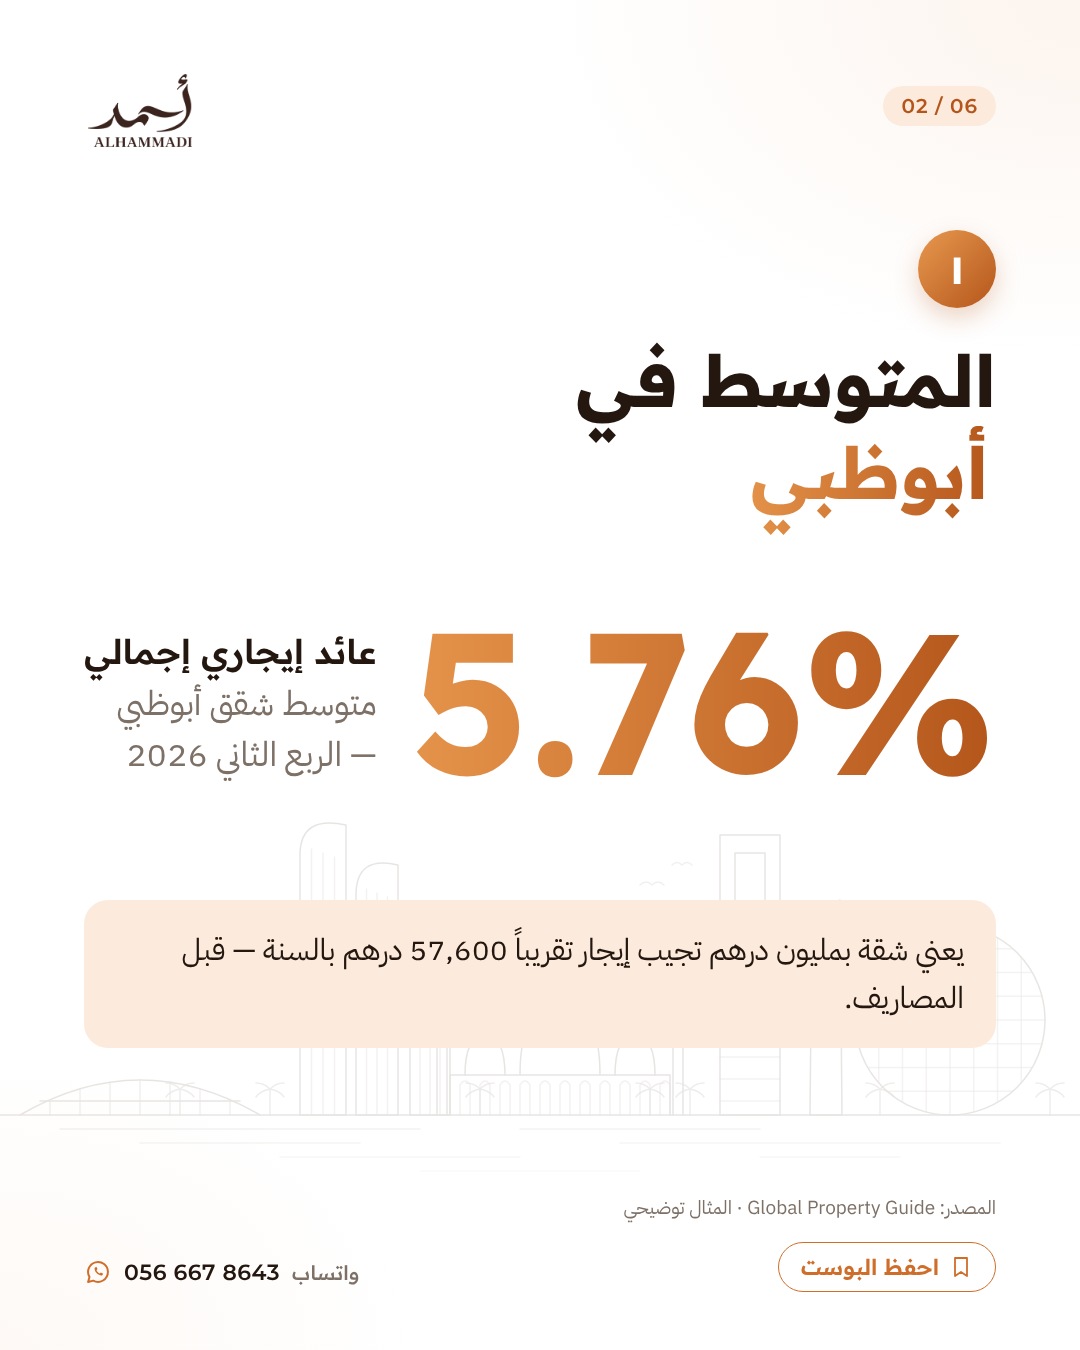 أحمد
ALHAMMADI
02 / 06
١
المتوسط في
أبوظبي
5.76%
عائد إيجاري إجمالي
متوسط شقق أبوظبي
— الربع الثاني 2026
يعني شقة بمليون درهم تجيب إيجار تقريباً 57,600 درهم بالسنة — قبل
المصاريف.
المصدر: Global Property Guide · المثال توضيحي
احفظ البوست
واتساب 056 667 8643